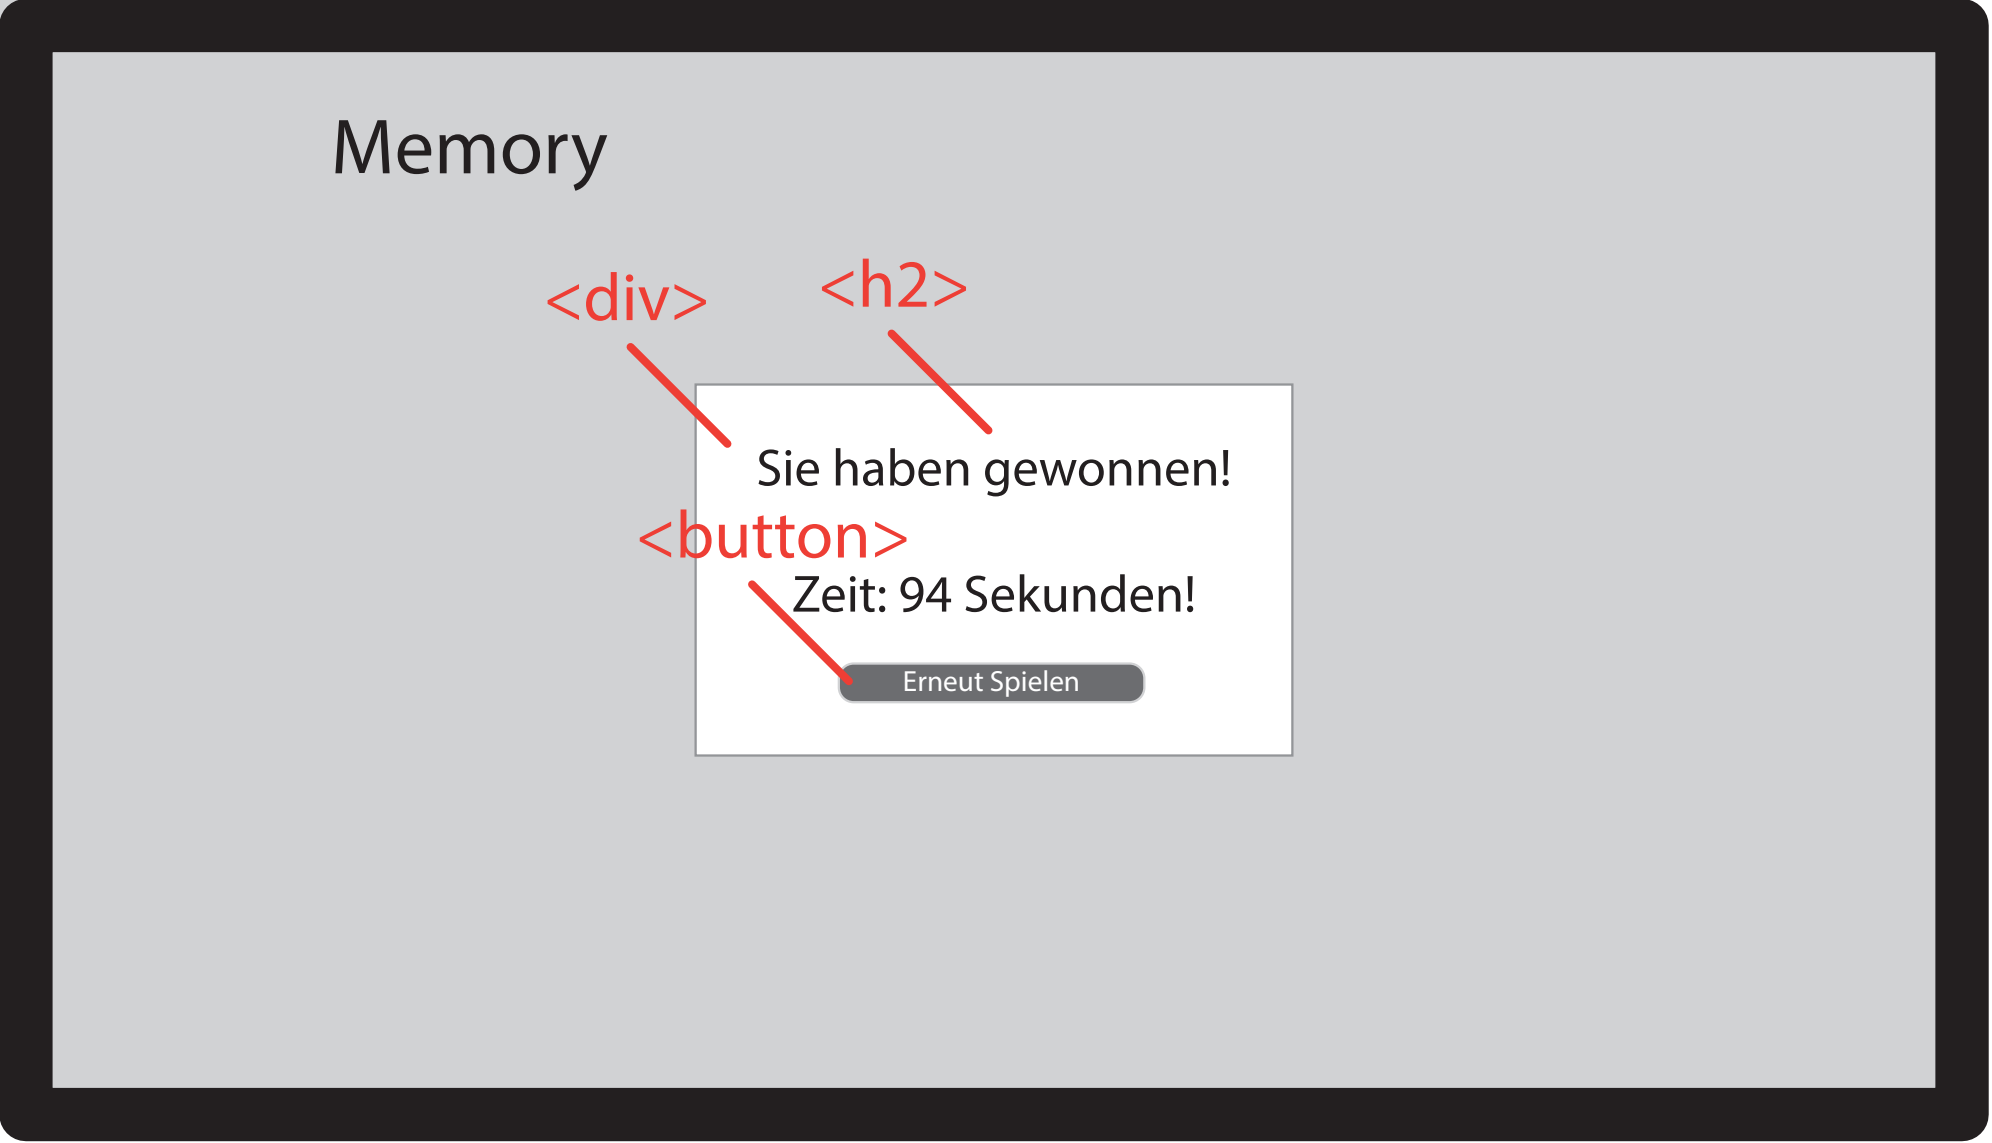 Memory
<div>
<h2>
Sie haben gewonnen!
<button>
Zeit: 94 Sekunden!
Erneut Spielen